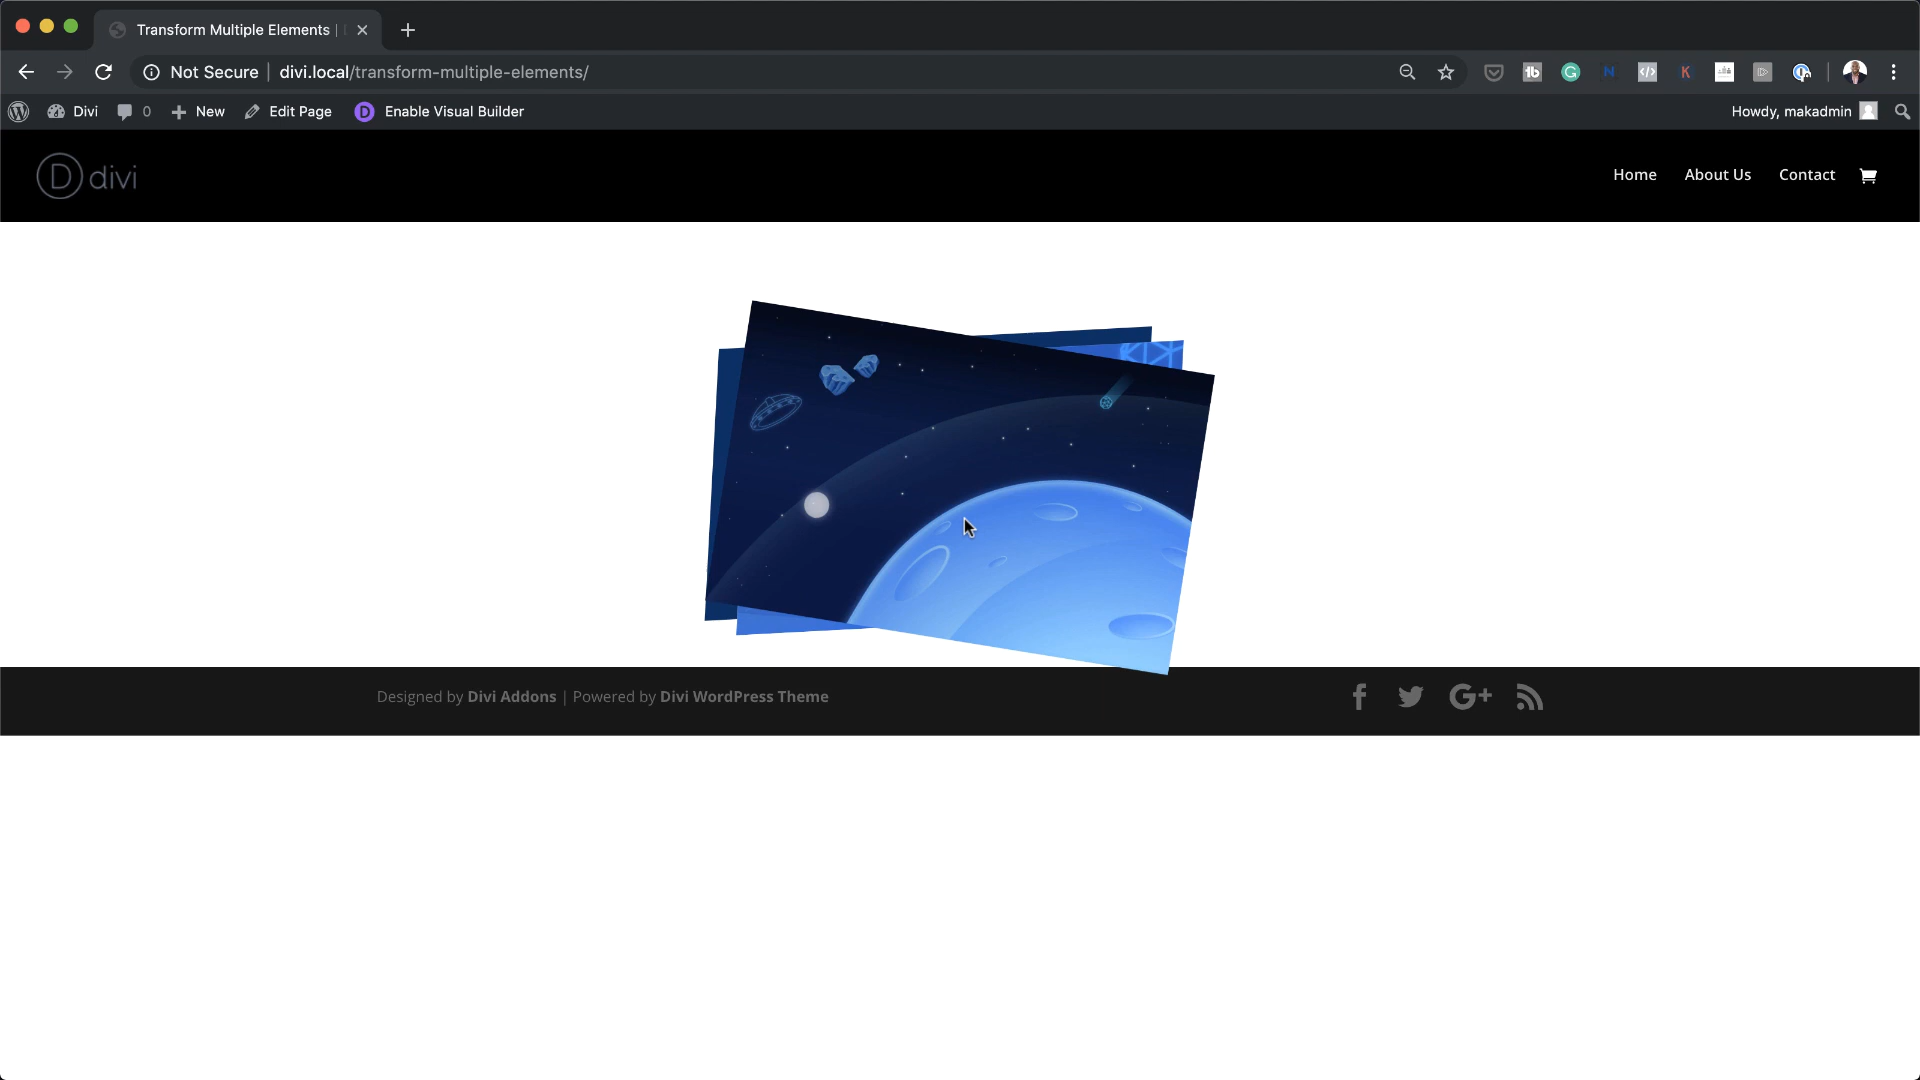 Transform Multiple Elements |
Not Secure | divi.local/transform-multiple-elements/
Divi 0 New Edit Page D Enable Visual Builder
Howdy, makadmin
D divi
Home About Us Contact
Designed by Divi Addons | Powered by Divi WordPress Theme